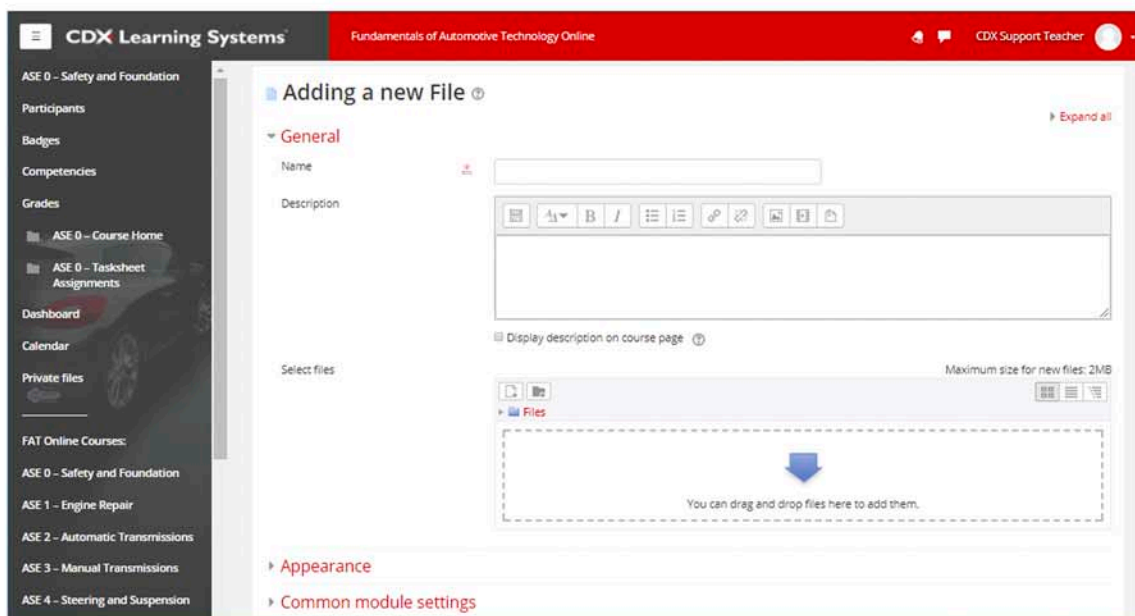 CDX Learning Systems
Fundamentals of Automotive Technology Online
CDX Support Teacher
ASE 0 – Safety and Foundation
Participants
Badges
Competencies
Grades
ASE 0 – Course Home
ASE 0 – Tasksheet
Assignments
Dashboard
Calendar
Private files
FAT Online Courses:
ASE 0 – Safety and Foundation
ASE 1 – Engine Repair
ASE 2 – Automatic Transmissions
ASE 3 – Manual Transmissions
ASE 4 – Steering and Suspension
Adding a new File
Expand all
General
Name
Description
B I
Display description on course page
Select files
Maximum size for new files: 2MB
Files
You can drag and drop files here to add them.
Appearance
Common module settings